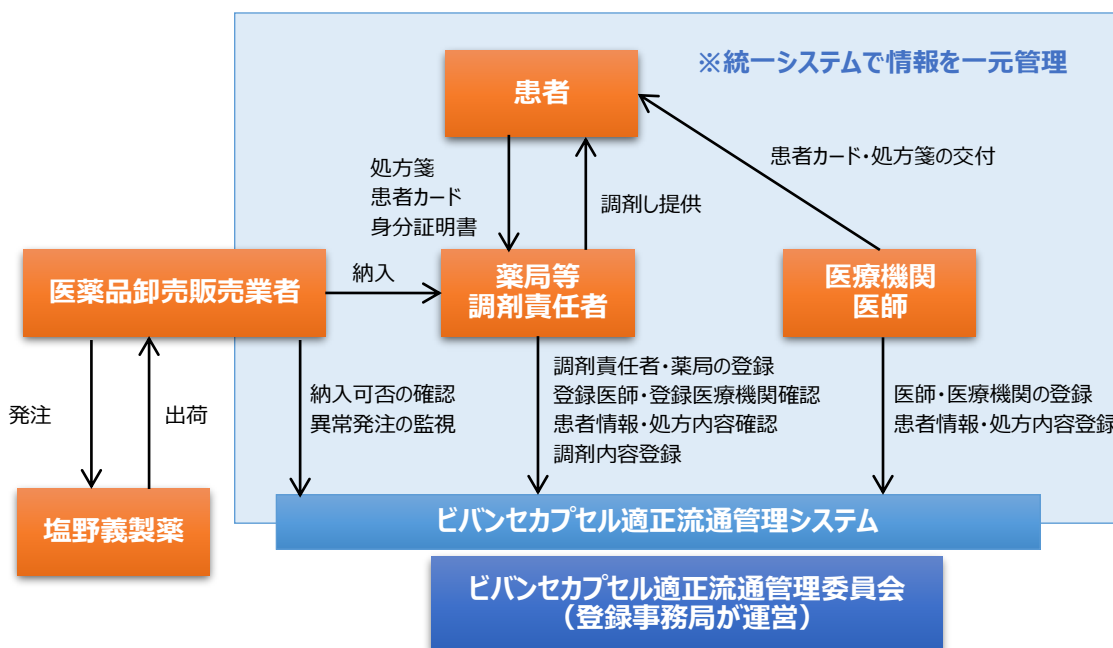 ※統一システムで情報を一元管理
患者
患者カード・処方箋の交付
処方箋
患者カード
身分証明書
調剤し提供
医薬品卸売販売業者
納入
薬局等
調剤責任者
医療機関
医師
発注
出荷
納入可否の確認
異常発注の監視
調剤責任者・薬局の登録
登録医師・登録医療機関確認
患者情報・処方内容確認
調剤内容登録
医師・医療機関の登録
患者情報・処方内容登録
塩野義製薬
ビバンセカプセル適正流通管理システム
ビバンセカプセル適正流通管理委員会
（登録事務局が運営）